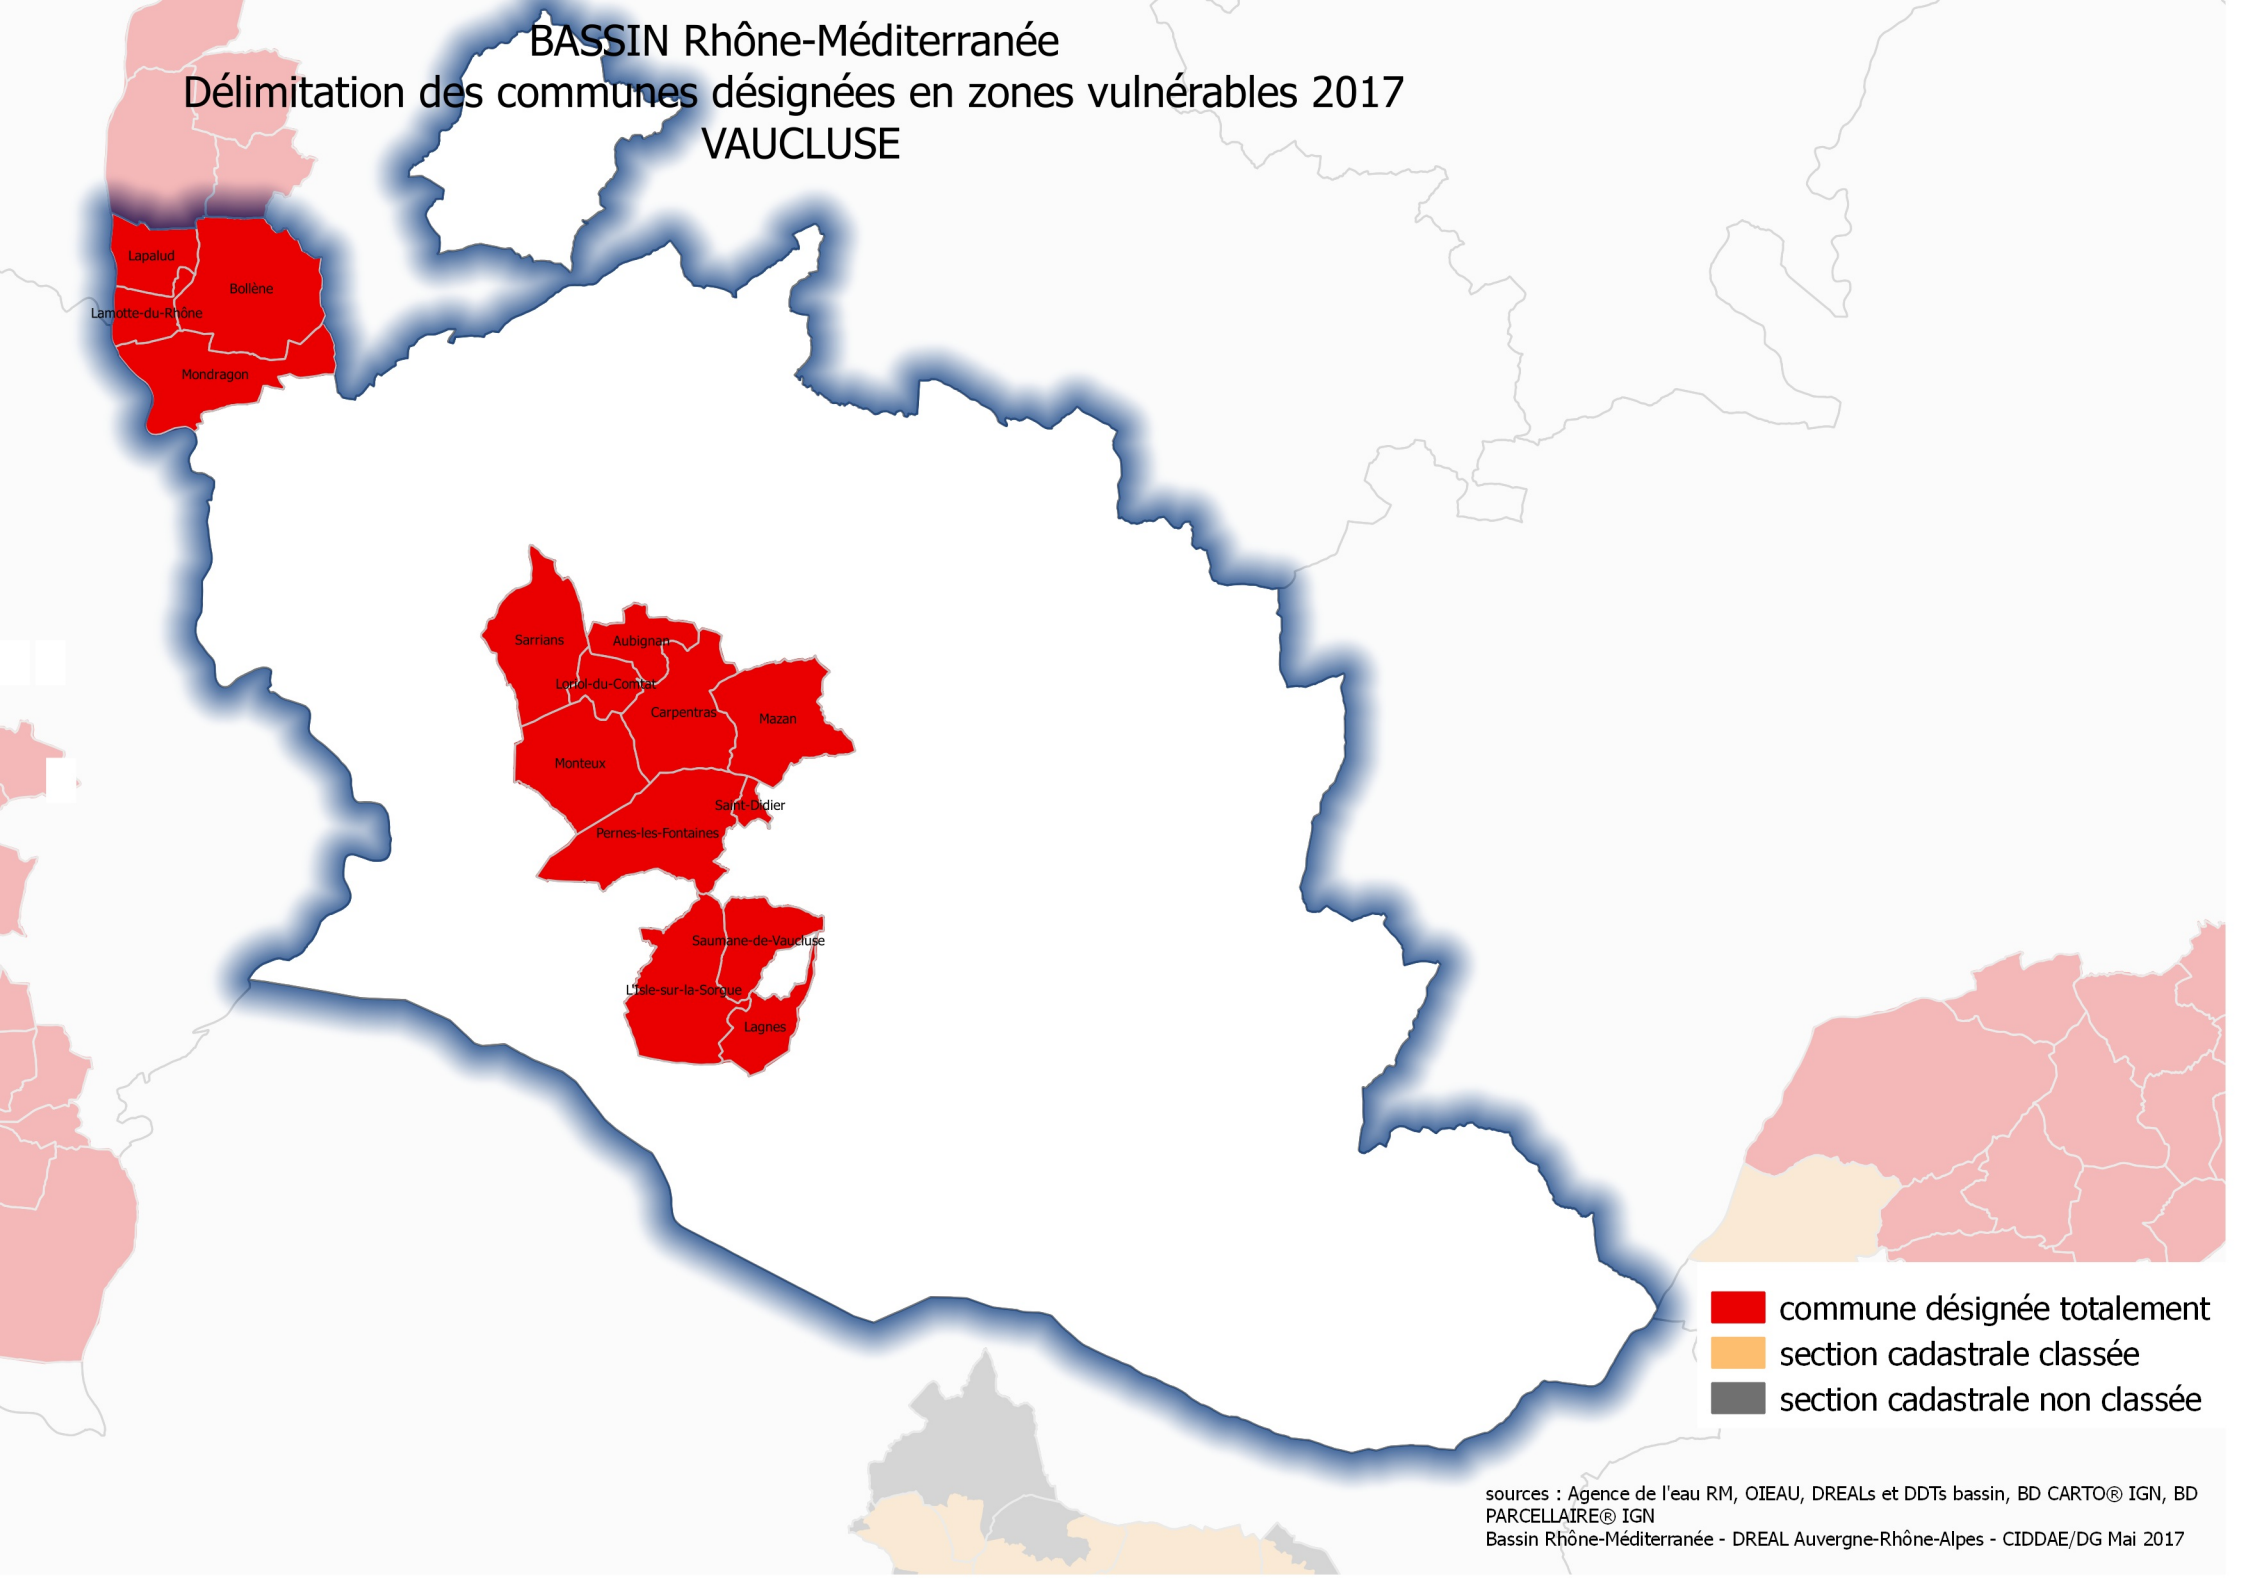 BASSIN Rhône-Méditerranée
Délimitation des communes désignées en zones vulnérables 2017
VAUCLUSE
Lapalud
Bollène
Lamotte-du-Rhône
Mondragon
Sarrians
Aubignan
Loriol-du-Comtat
Carpentras
Mazan
Monteux
Saint-Didier
Pernes-les-Fontaines
Saumane-de-Vaucluse
L'Isle-sur-la-Sorgue
Lagnes
commune désignée totalement
section cadastrale classée
section cadastrale non classée
sources : Agence de l'eau RM, OIEAU, DREALs et DDTs bassin, BD CARTO® IGN, BD
PARCELLAIRE® IGN
Bassin Rhône-Méditerranée - DREAL Auvergne-Rhône-Alpes - CIDDAE/DG Mai 2017